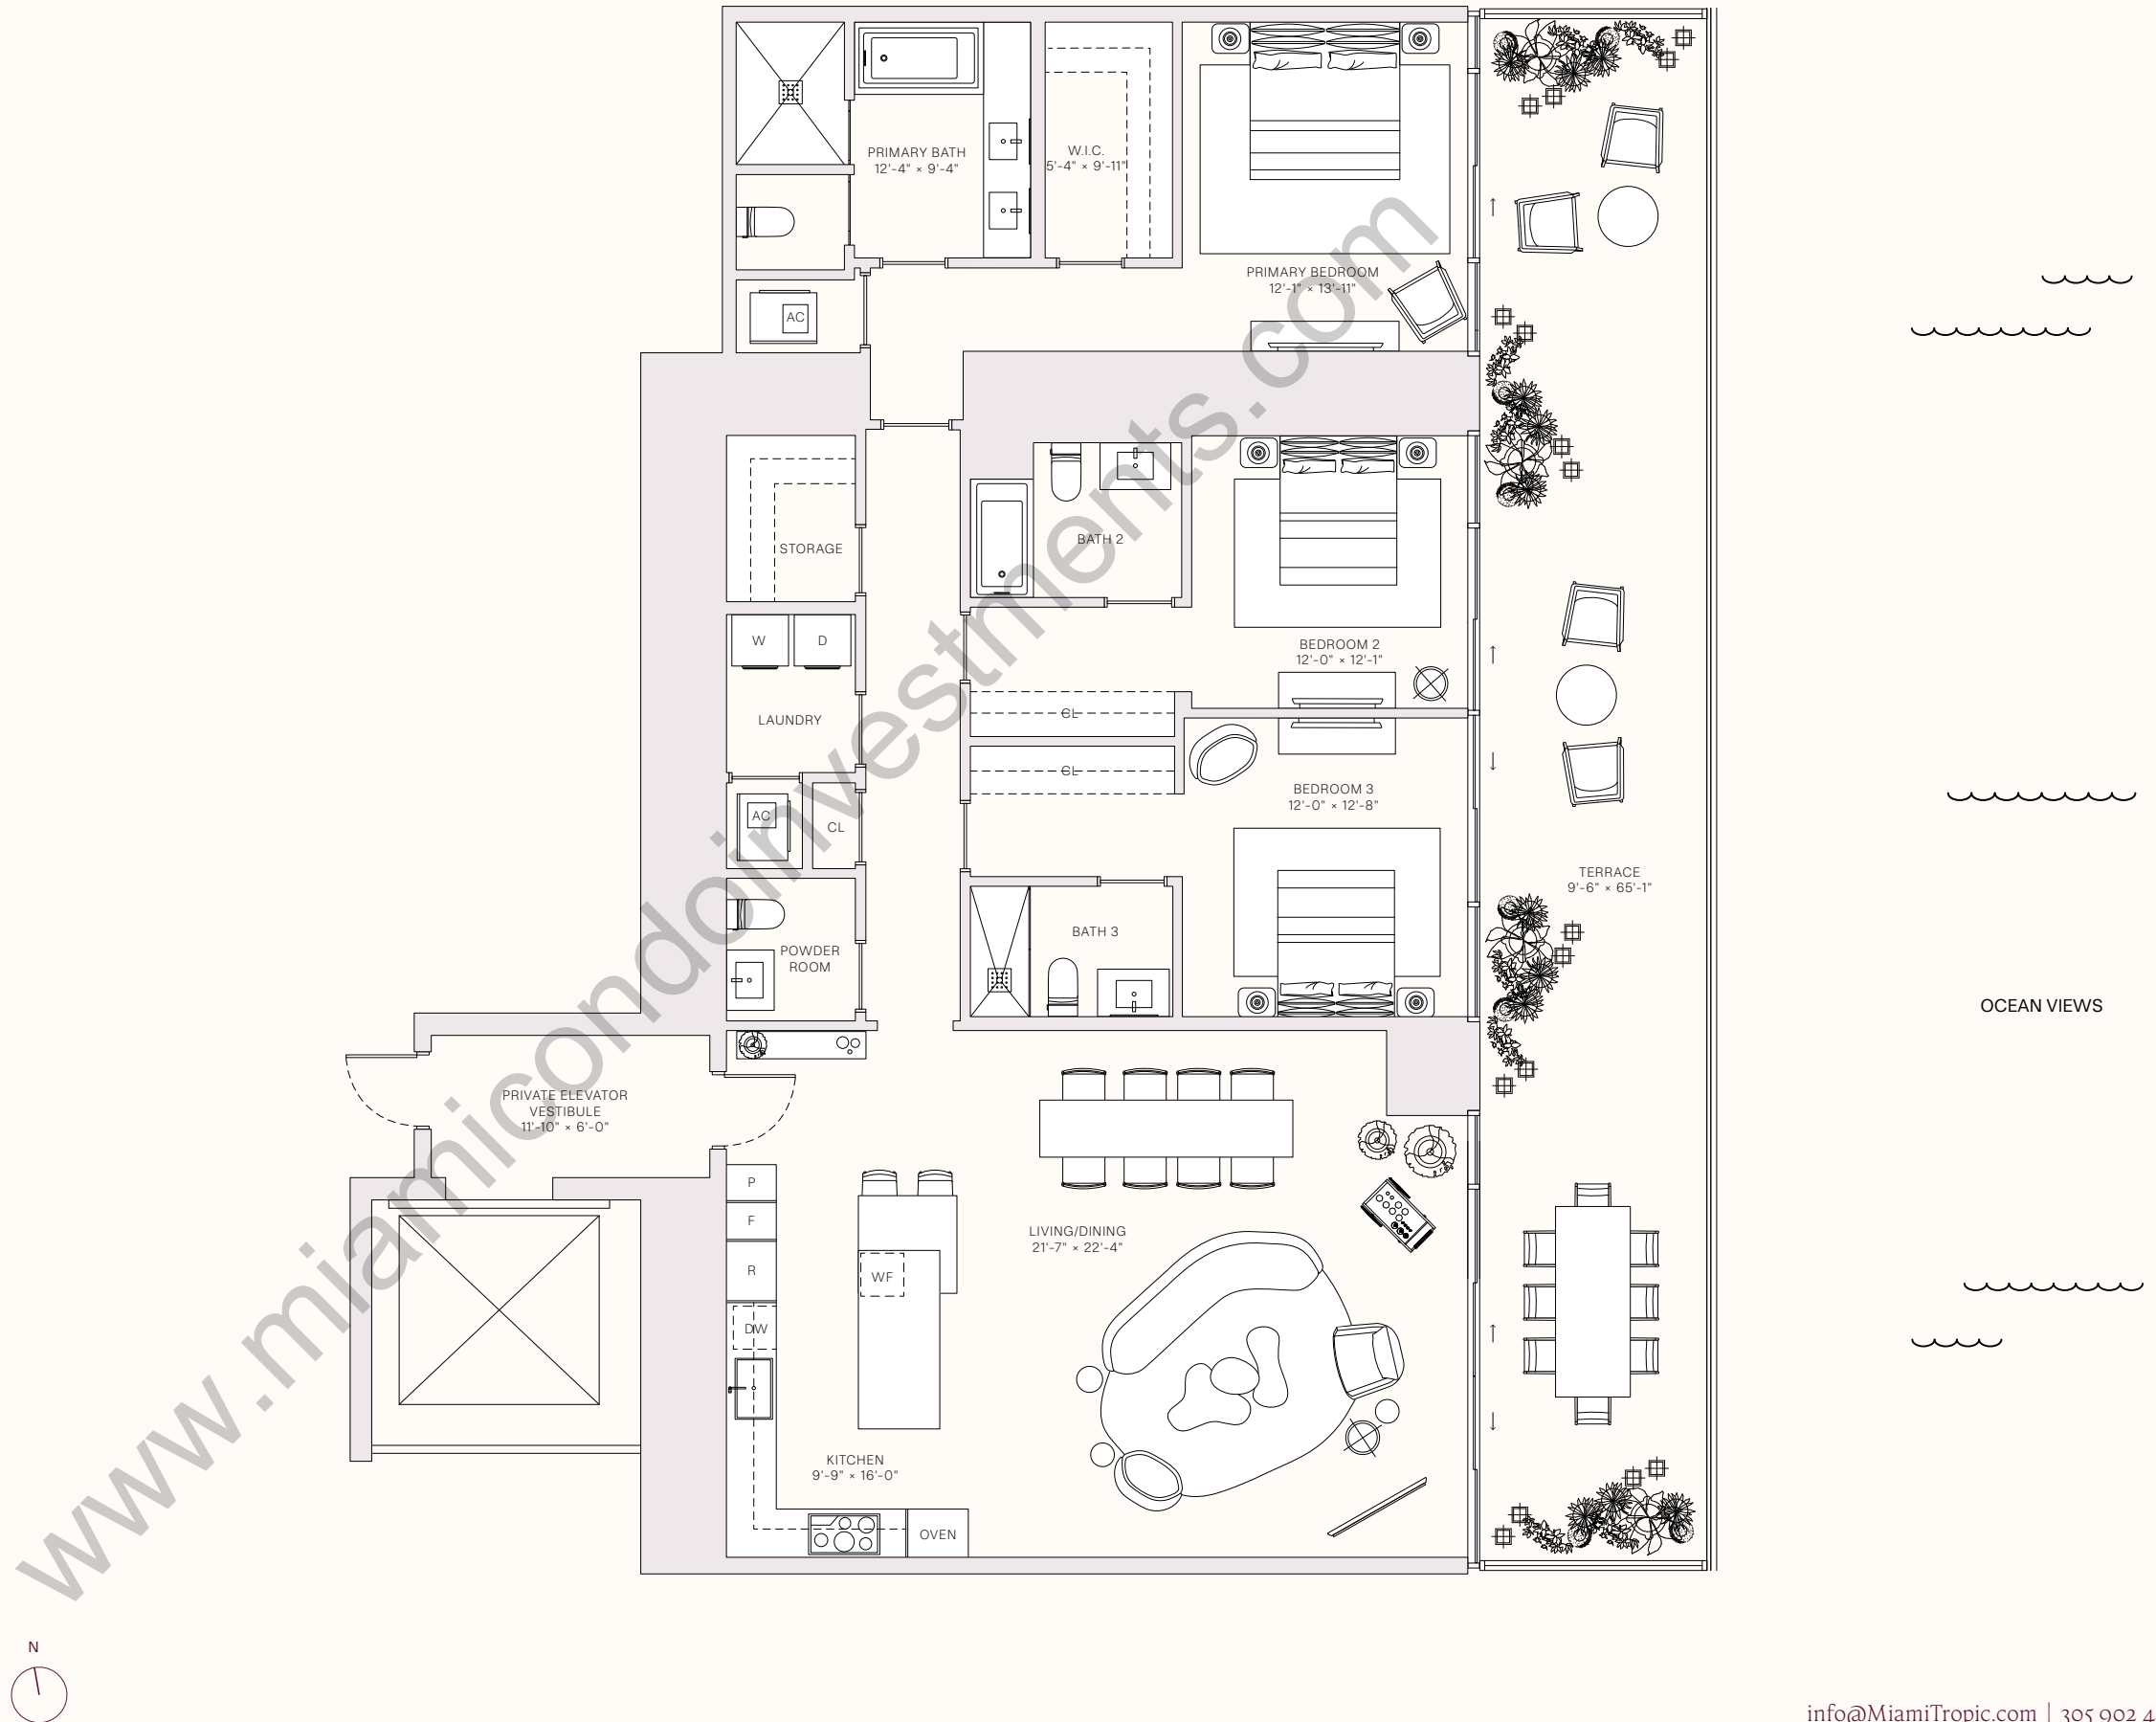 PRIMARY BATH
12'-4" × 9'-4"
W.I.C.
5'-4" × 9'-11"
PRIMARY BEDROOM
12'-1" × 13'-11"
AC
STORAGE
BATH 2
W
D
BEDROOM 2
12'-0" × 12'-1"
LAUNDRY
CL
CL
BEDROOM 3
12'-0" × 12'-8"
AC
CL
TERRACE
9'-6" × 65'-1"
BATH 3
POWDER
ROOM
OCEAN VIEWS
PRIVATE ELEVATOR
VESTIBULE
11'-10" × 6'-0"
P
F
R
WF
DW
LIVING/DINING
21'-7" × 22'-4"
KITCHEN
9'-9" × 16'-0"
OVEN
www.miamicondoinvestments.com
N
info@MiamiTropic.com | 305 902 4